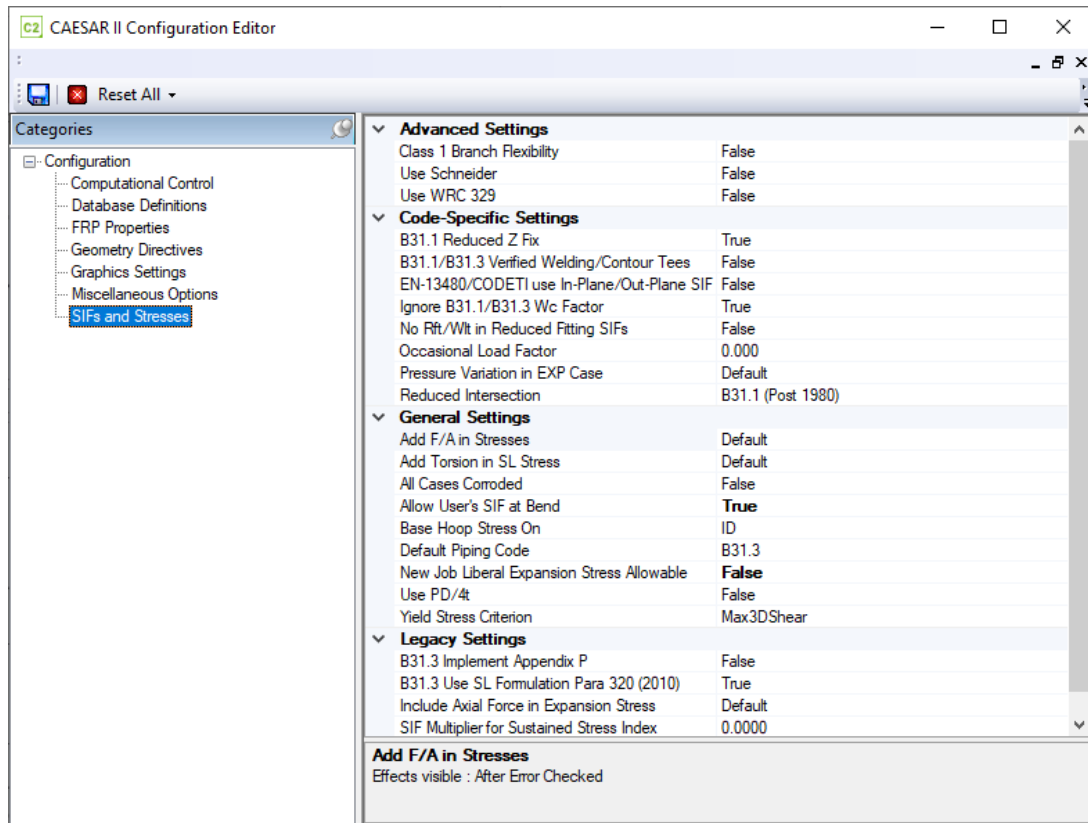 C2 CAESAR II Configuration Editor
Reset All
Categories
Configuration
Computational Control
Database Definitions
FRP Properties
Geometry Directives
Graphics Settings
Miscellaneous Options
SIFs and Stresses
Advanced Settings
Class 1 Branch Flexibility False
Use Schneider False
Use WRC 329 False
Code-Specific Settings
B31.1 Reduced Z Fix True
B31.1/B31.3 Verified Welding/Contour Tees False
EN-13480/CODETI use In-Plane/Out-Plane SIF False
Ignore B31.1/B31.3 Wc Factor True
No Rft/Wlt in Reduced Fitting SIFs False
Occasional Load Factor 0.000
Pressure Variation in EXP Case Default
Reduced Intersection B31.1 (Post 1980)
General Settings
Add F/A in Stresses Default
Add Torsion in SL Stress Default
All Cases Corroded False
Allow User's SIF at Bend True
Base Hoop Stress On ID
Default Piping Code B31.3
New Job Liberal Expansion Stress Allowable False
Use PD/4t False
Yield Stress Criterion Max3DShear
Legacy Settings
B31.3 Implement Appendix P False
B31.3 Use SL Formulation Para 320 (2010) True
Include Axial Force in Expansion Stress Default
SIF Multiplier for Sustained Stress Index 0.0000
Add F/A in Stresses
Effects visible : After Error Checked